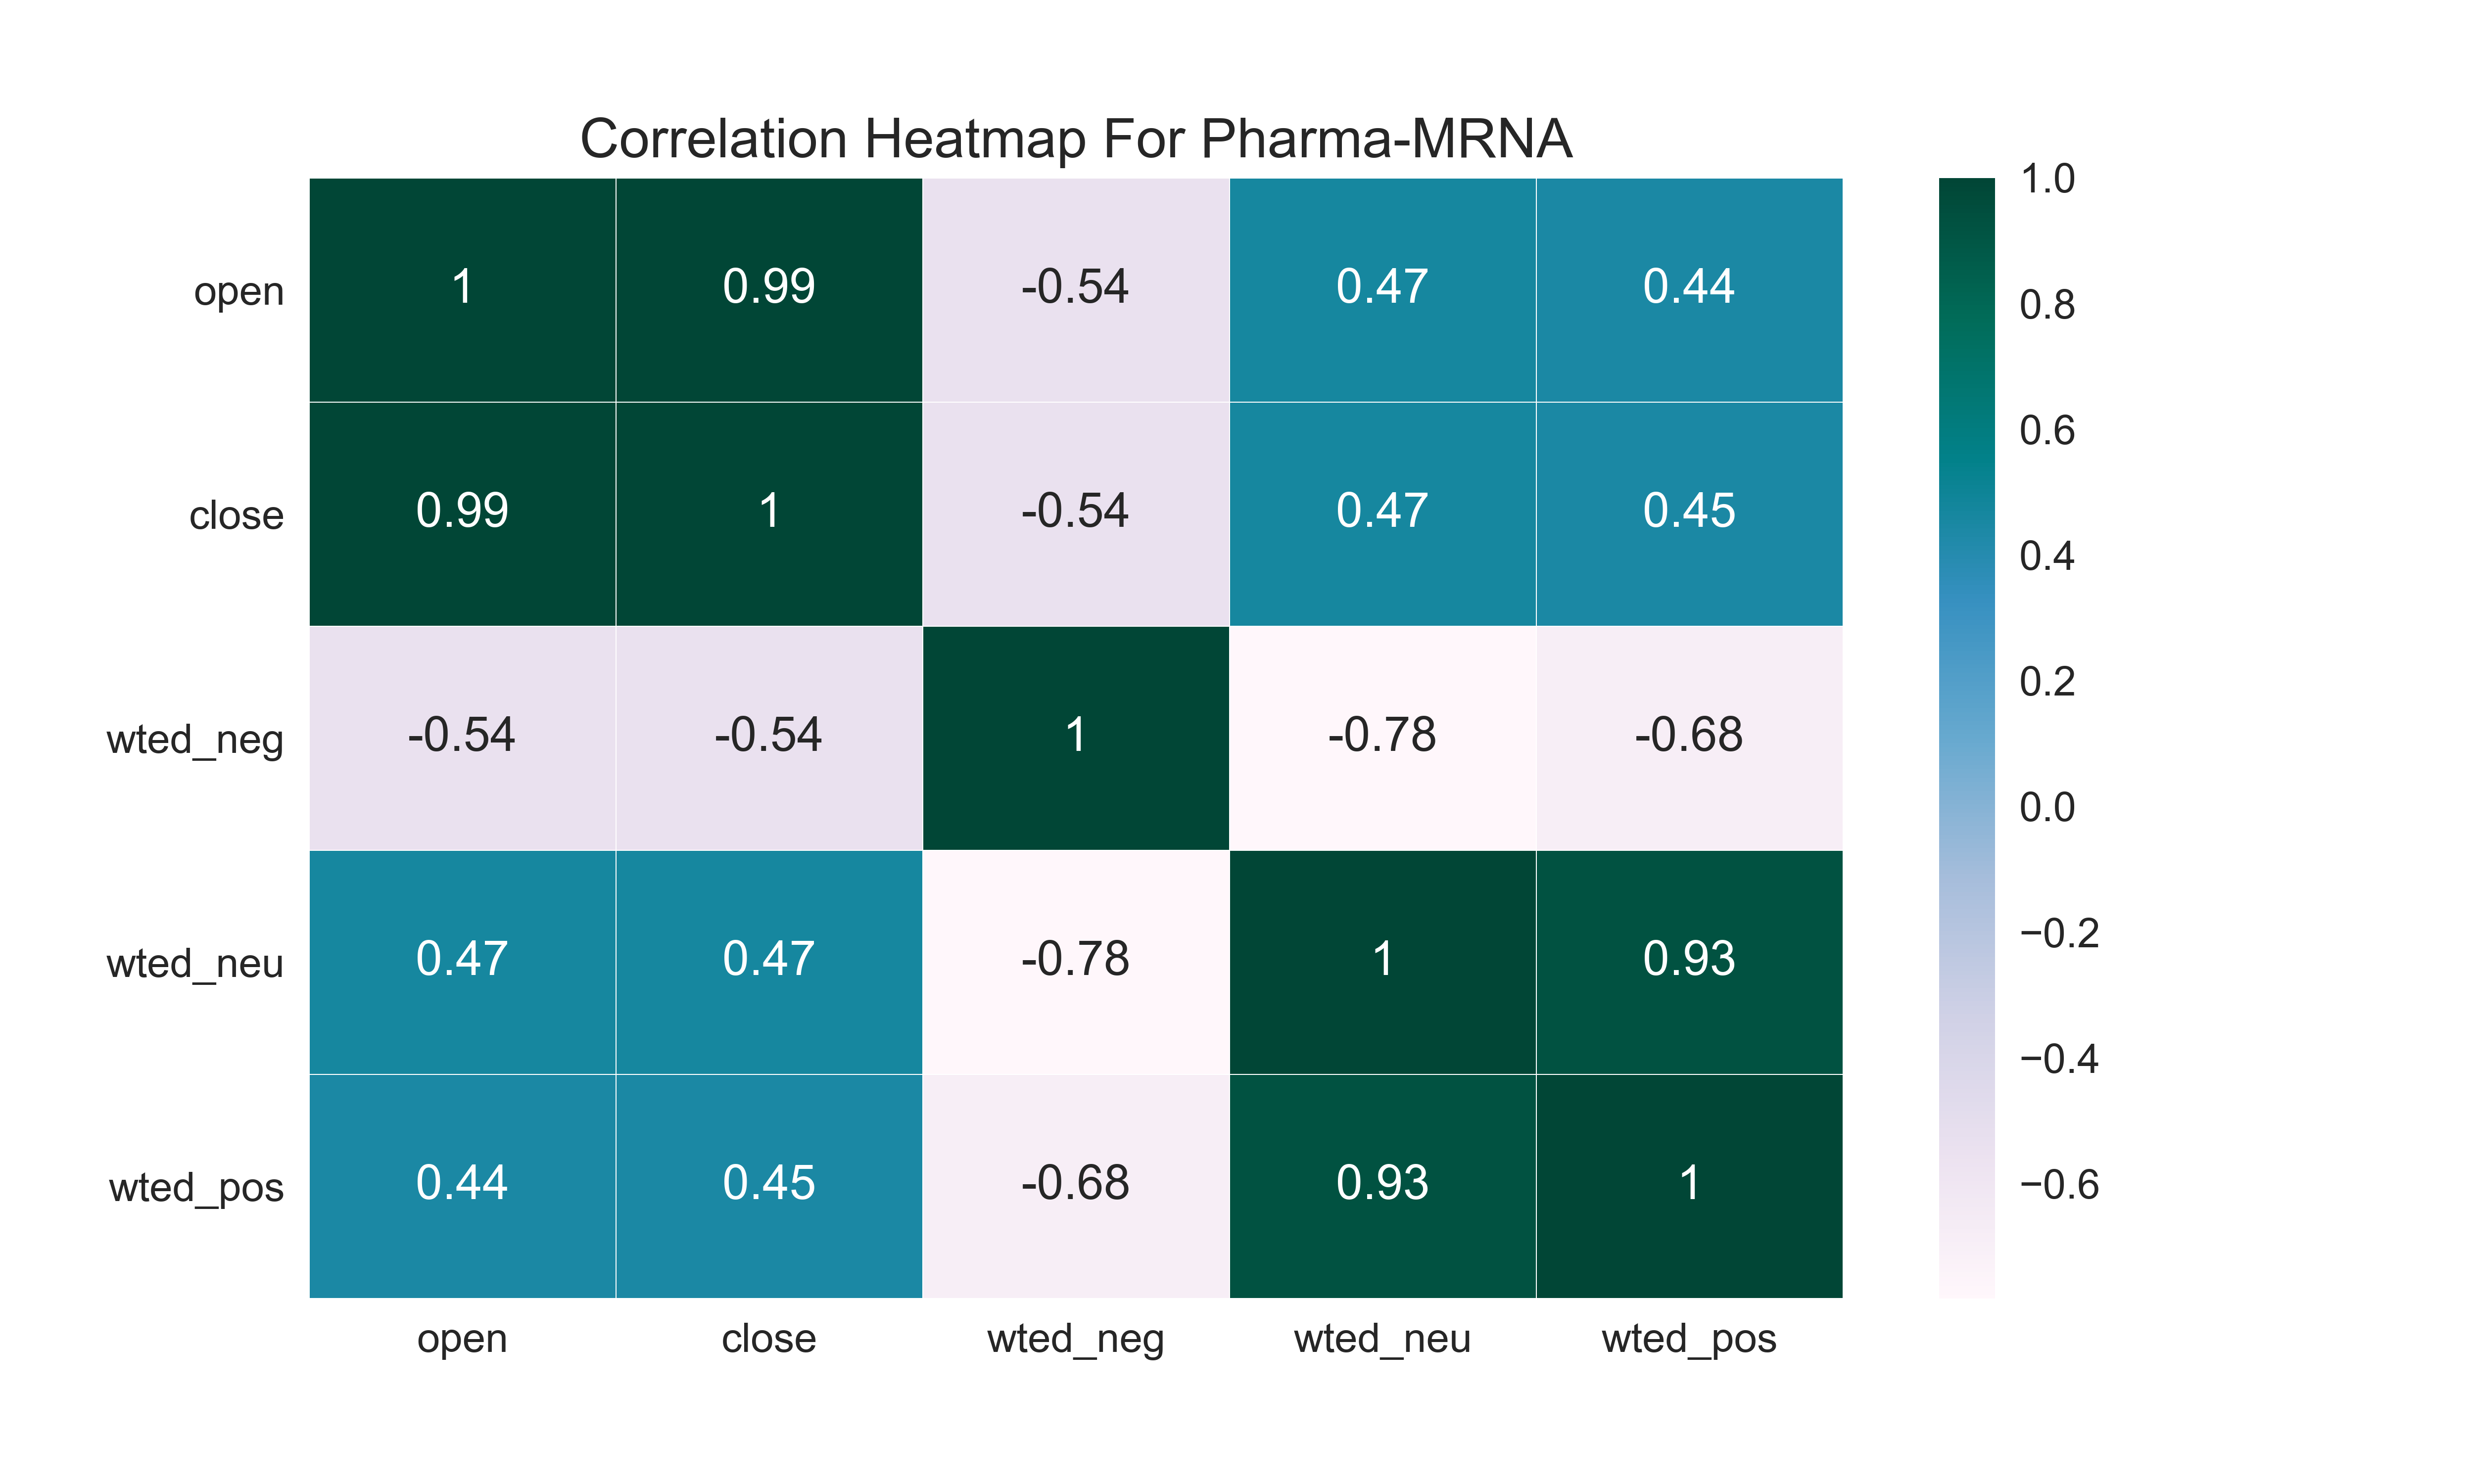 Correlation Heatmap For Pharma-MRNA
open 1 0.99 -0.54 0.47 0.44
close 0.99 1 -0.54 0.47 0.45
wted_neg -0.54 -0.54 1 -0.78 -0.68
wted_neu 0.47 0.47 -0.78 1 0.93
wted_pos 0.44 0.45 -0.68 0.93 1
open close wted_neg wted_neu wted_pos
1.0
0.8
0.6
0.4
0.2
0.0
−0.2
−0.4
−0.6